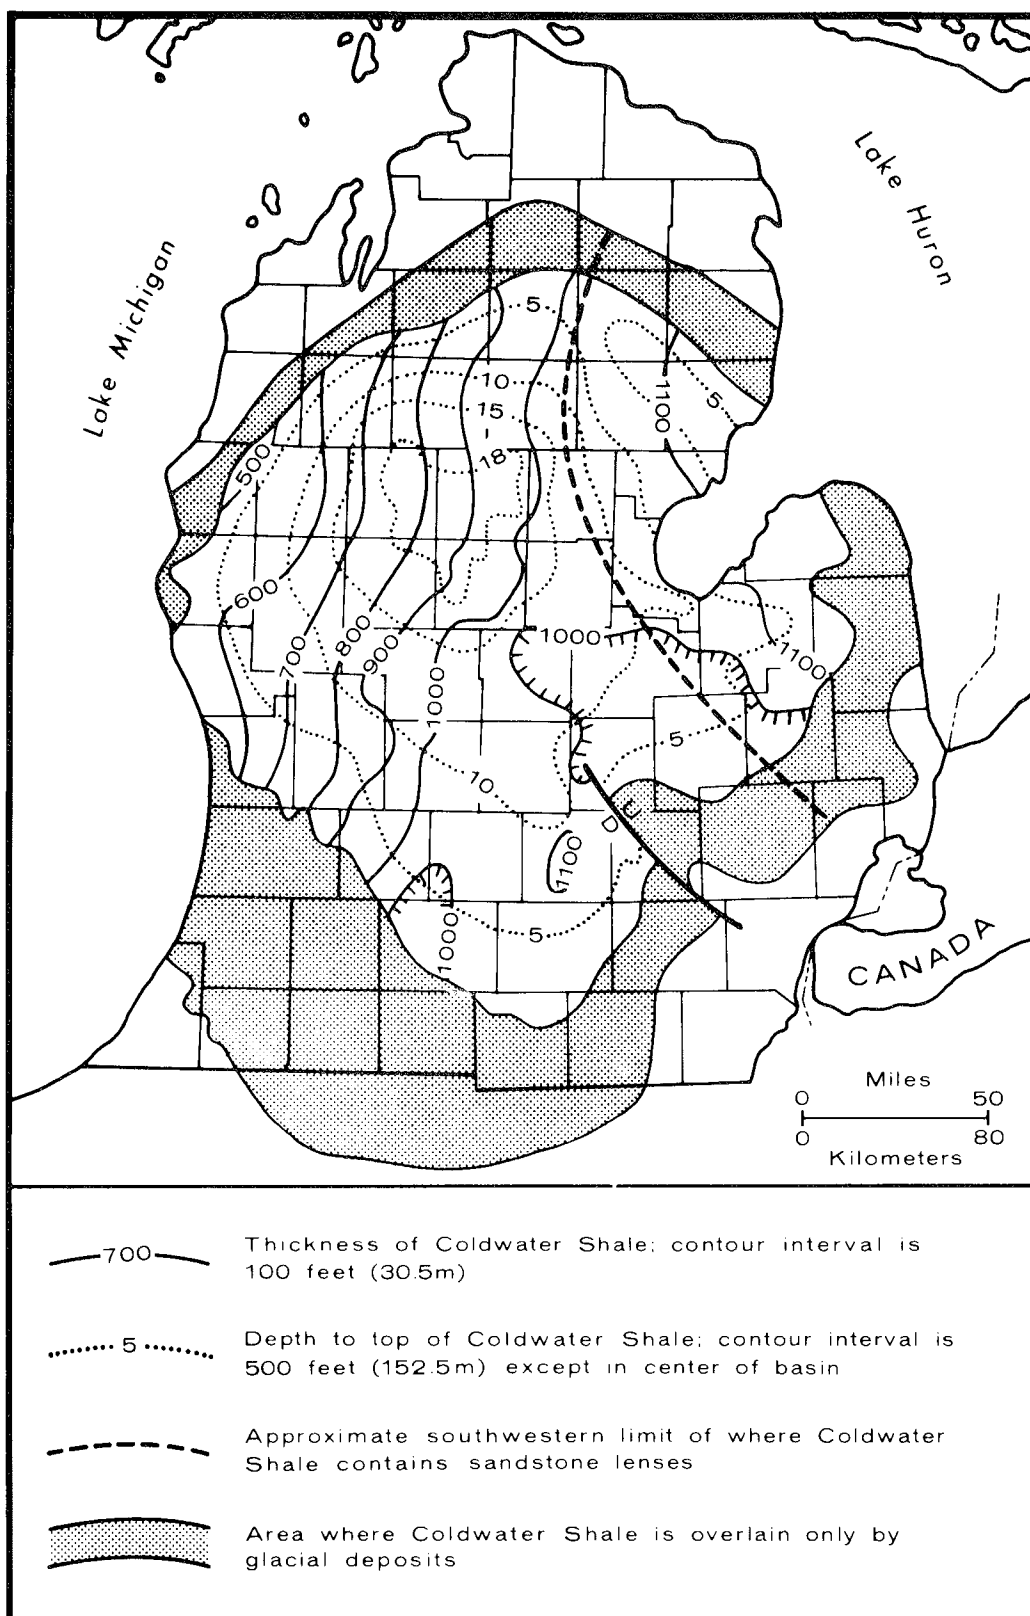 Lake Michigan
Lake Huron
5
10
5
1100
15
18
500
600
800
1000
700
900
1100
1000
5
10
D U
1100
1000
5
CANADA
Miles
0 50
0 80
Kilometers
700
Thickness of Coldwater Shale; contour interval is
100 feet (30.5m)
5
Depth to top of Coldwater Shale; contour interval is
500 feet (152.5m) except in center of basin
Approximate southwestern limit of where Coldwater
Shale contains sandstone lenses
Area where Coldwater Shale is overlain only by
glacial deposits